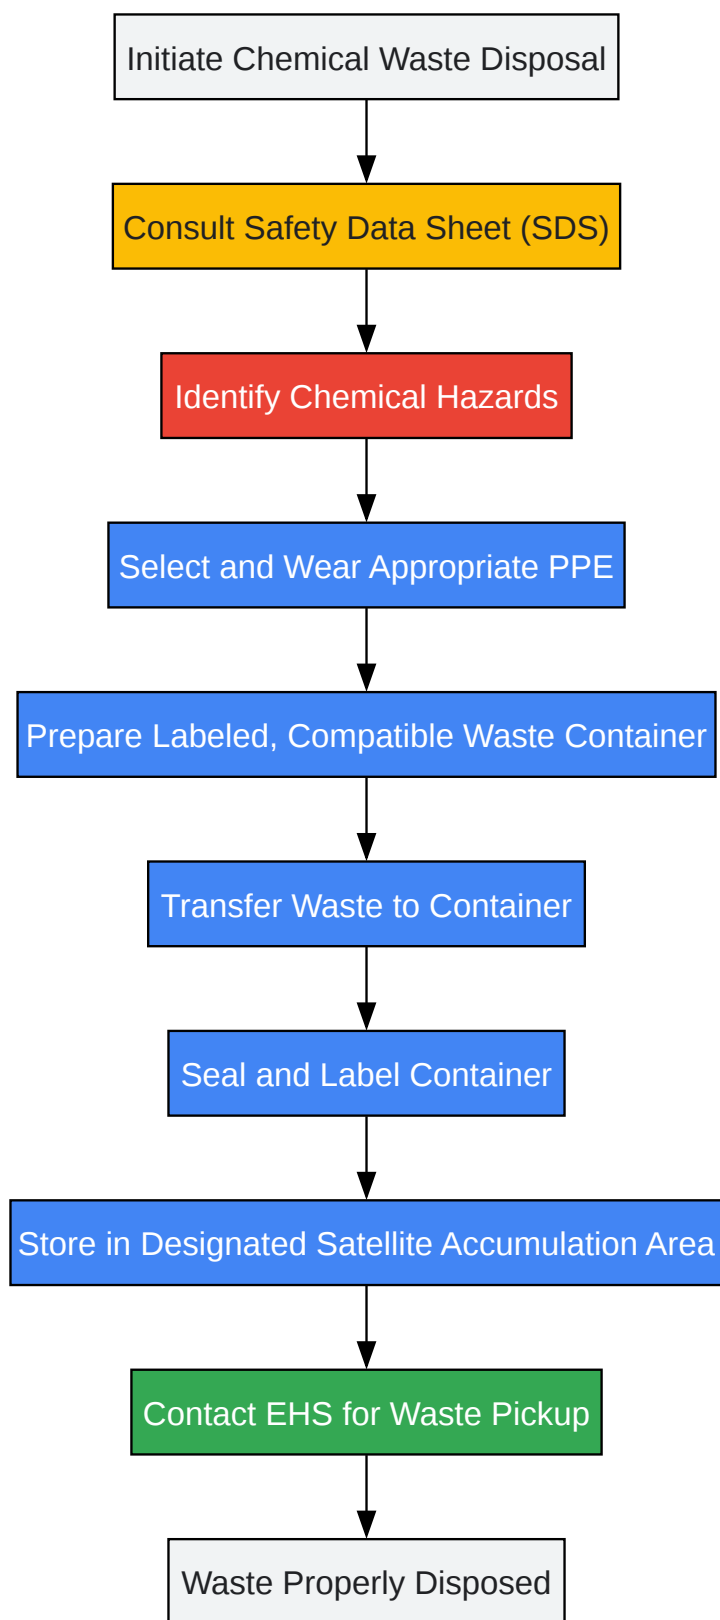 Initiate Chemical Waste Disposal
Consult Safety Data Sheet (SDS)
Identify Chemical Hazards
Select and Wear Appropriate PPE
Prepare Labeled, Compatible Waste Container
Transfer Waste to Container
Seal and Label Container
Store in Designated Satellite Accumulation Area
Contact EHS for Waste Pickup
Waste Properly Disposed